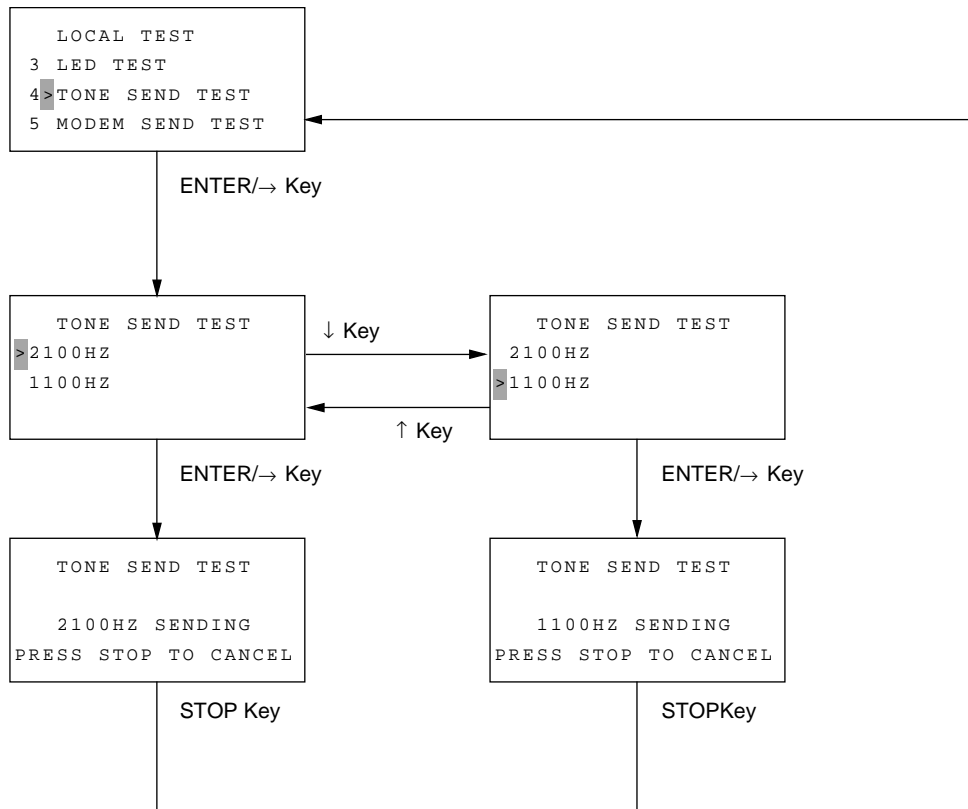 LOCAL TEST
3 LED TEST
4>TONE SEND TEST
5 MODEM SEND TEST
ENTER/→ Key
TONE SEND TEST
>2100HZ
1100HZ
↓ Key
↑ Key
TONE SEND TEST
2100HZ
>1100HZ
ENTER/→ Key
ENTER/→ Key
TONE SEND TEST
2100HZ SENDING
PRESS STOP TO CANCEL
TONE SEND TEST
1100HZ SENDING
PRESS STOP TO CANCEL
STOP Key
STOPKey